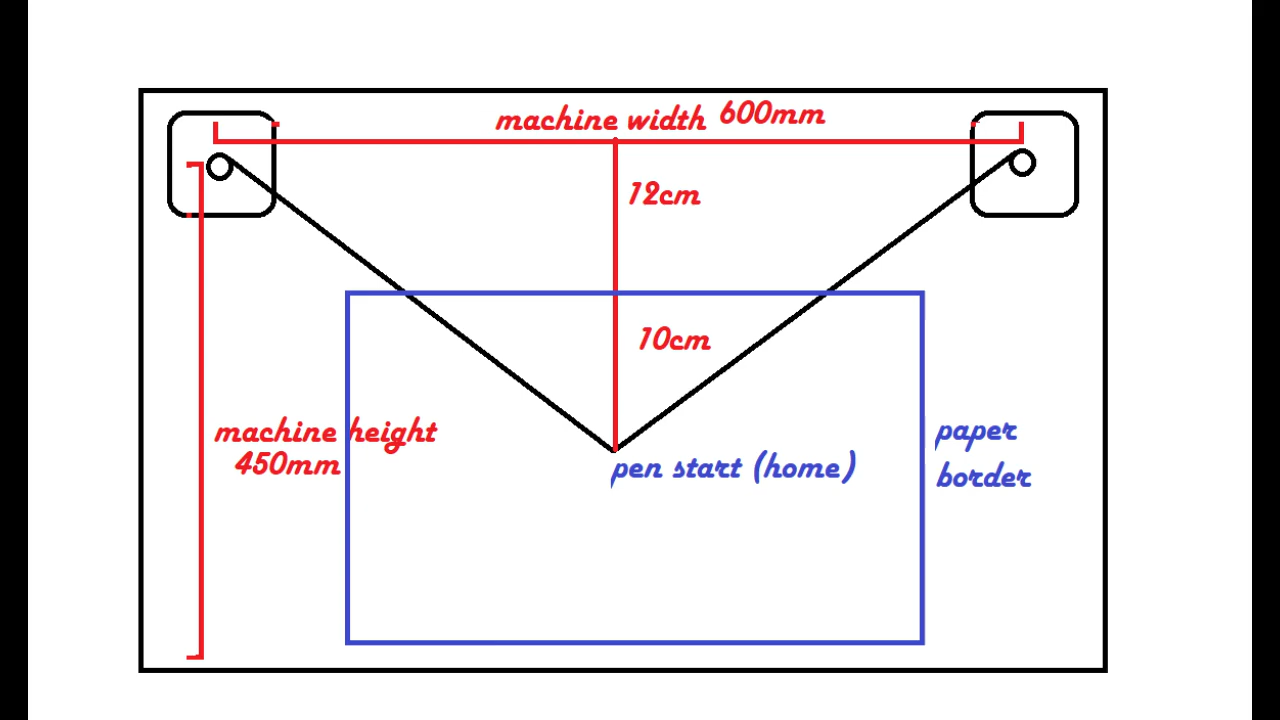 machine width 600mm
12cm
10cm
machine height
450mm
pen start (home)
paper
border